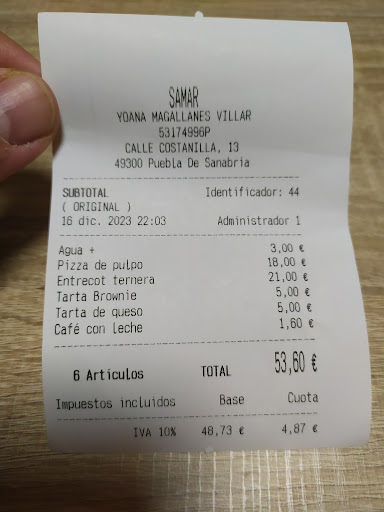 SAMAR
YOANA MAGALLANES VILLAR
53174996P
CALLE COSTANILLA, 13
49300 Puebla De Sanabria
SUBTOTAL Identificador: 44
( ORIGINAL )
16 dic. 2023 22:03 Administrador 1
Agua + 3,00 €
Pizza de pulpo 18,00 €
Entrecot ternera 21,00 €
Tarta Brownie 5,00 €
Tarta de queso 5,00 €
Café con leche 1,60 €
6 Artículos TOTAL 53,60 €
Impuestos incluidos Base Cuota
IVA 10% 48,73 € 4,87 €